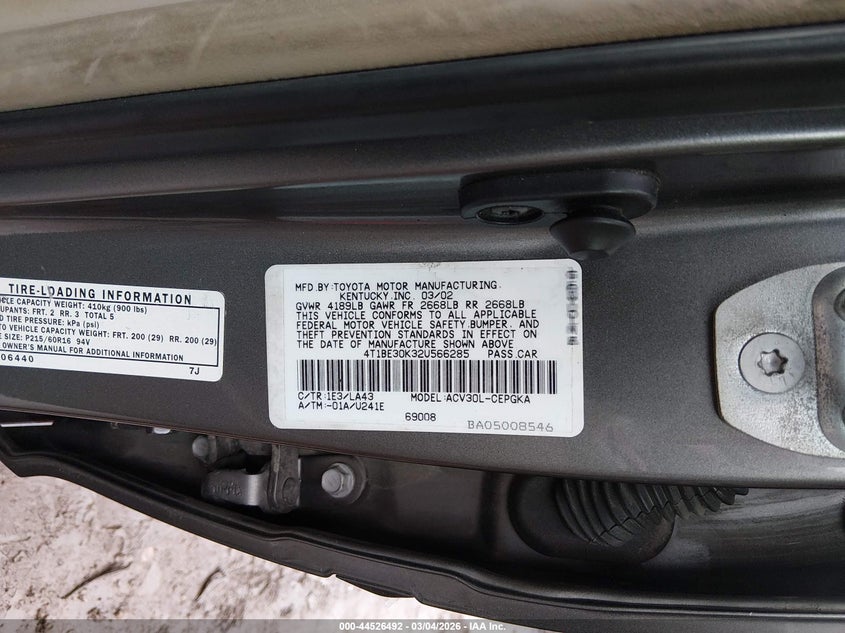 TIRE-LOADING INFORMATION
CLE CAPACITY WEIGHT: 410kg (900 lbs)
UPANTS: FRT. 2 RR. 3 TOTAL 5
TIRE PRESSURE: kPa (psi)
TO VEHICLE CAPACITY WEIGHT: FRT. 200 (29) RR. 200 (29)
SIZE: P215/60R16 94V
OWNER'S MANUAL FOR ADDITIONAL INFORMATION
06440 7J
MFD.BY:TOYOTA MOTOR MANUFACTURING.
KENTUCKY INC. 03/02
GVWR 4189LB GAWR FR 2668LB RR 2668LB
THIS VEHICLE CONFORMS TO ALL APPLICABLE
FEDERAL MOTOR VEHICLE SAFETY,BUMPER, AND
THEFT PREVENTION STANDARDS IN EFFECT ON
THE DATE OF MANUFACTURE SHOWN ABOVE.
4T1BE30K32U566285 PASS.CAR
C/TR:1E3/LA43 MODEL:ACV30L-CEPGKA
A/TM:-01A/U241E
69008
BA05008546
000-44526492 - 03/04/2026 - IAA Inc.